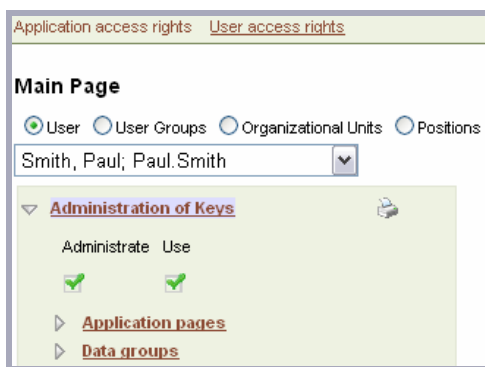 Application access rights User access rights
Main Page
User User Groups Organizational Units Positions
Smith, Paul; Paul.Smith
Administration of Keys
Administrate Use
Application pages
Data groups